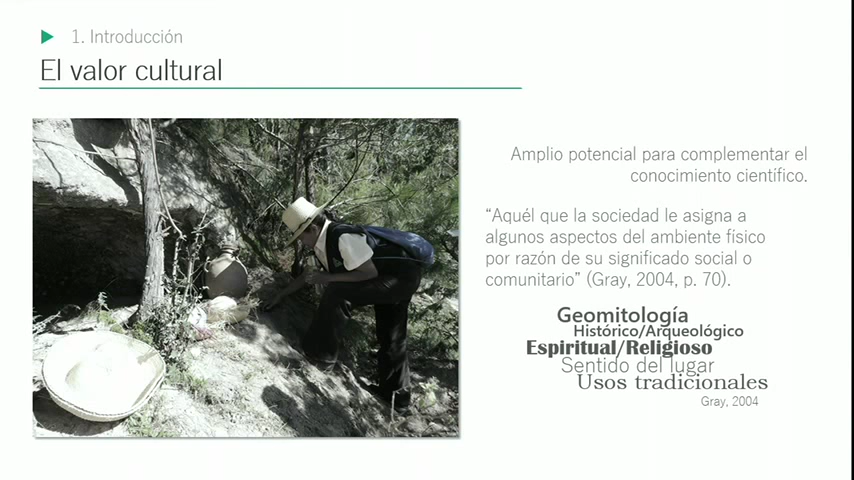 1. Introducción
El valor cultural
Amplio potencial para complementar el
conocimiento científico.
“Aquél que la sociedad le asigna a
algunos aspectos del ambiente físico
por razón de su significado social o
comunitario” (Gray, 2004, p. 70).
Geomitología
Histórico/Arqueológico
Espiritual/Religioso
Sentido del lugar
Usos tradicionales
Gray, 2004